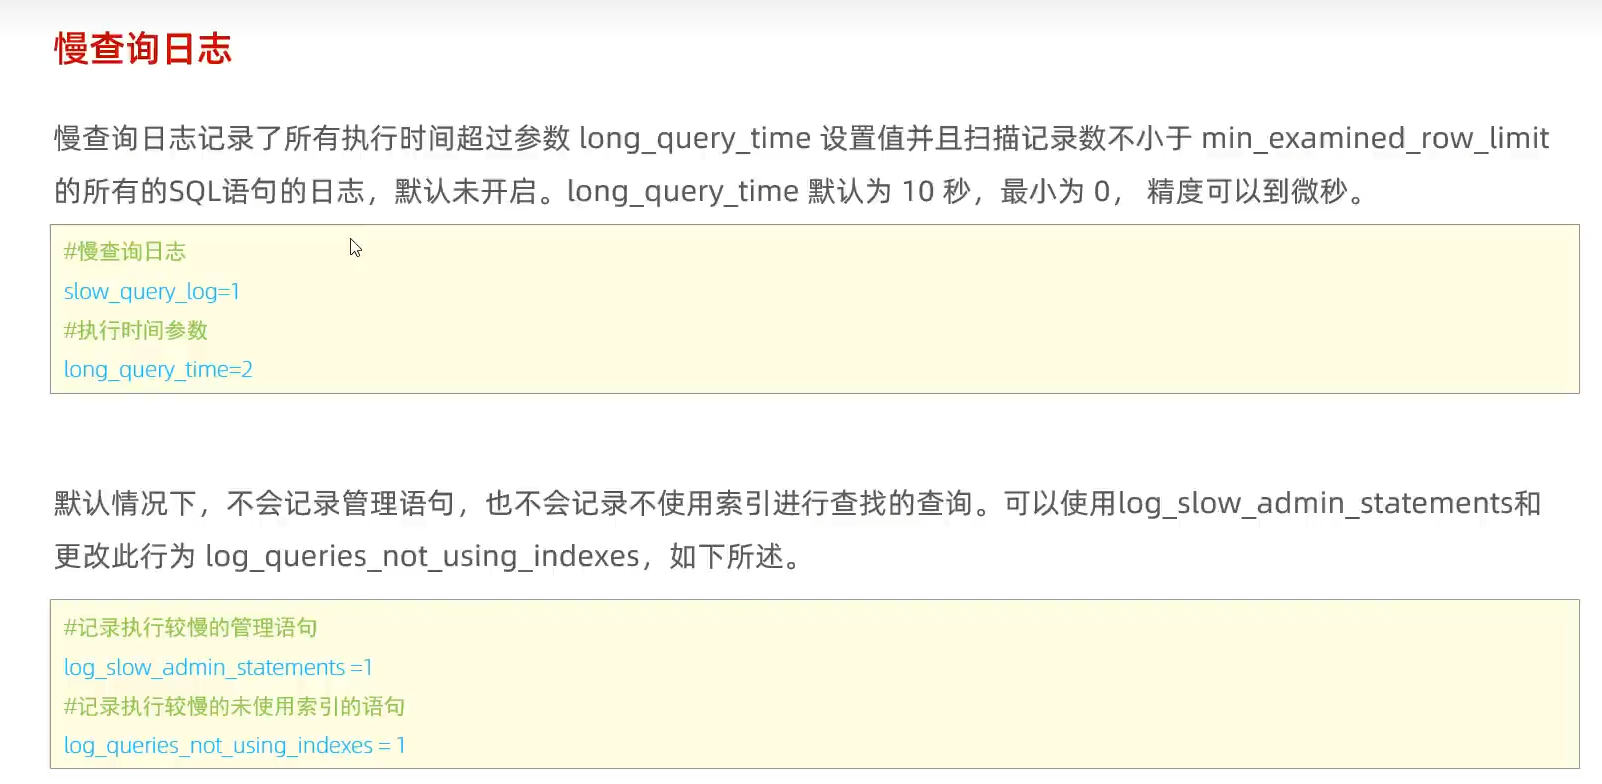 慢查询日志
慢查询日志记录了所有执行时间超过参数 long_query_time 设置值并且扫描记录数不小于 min_examined_row_limit
的所有的SQL语句的日志，默认未开启。long_query_time 默认为 10 秒，最小为 0， 精度可以到微秒。
#慢查询日志
slow_query_log=1
#执行时间参数
long_query_time=2
默认情况下，不会记录管理语句，也不会记录不使用索引进行查找的查询。可以使用log_slow_admin_statements和
更改此行为 log_queries_not_using_indexes，如下所述。
#记录执行较慢的管理语句
log_slow_admin_statements =1
#记录执行较慢的未使用索引的语句
log_queries_not_using_indexes = 1